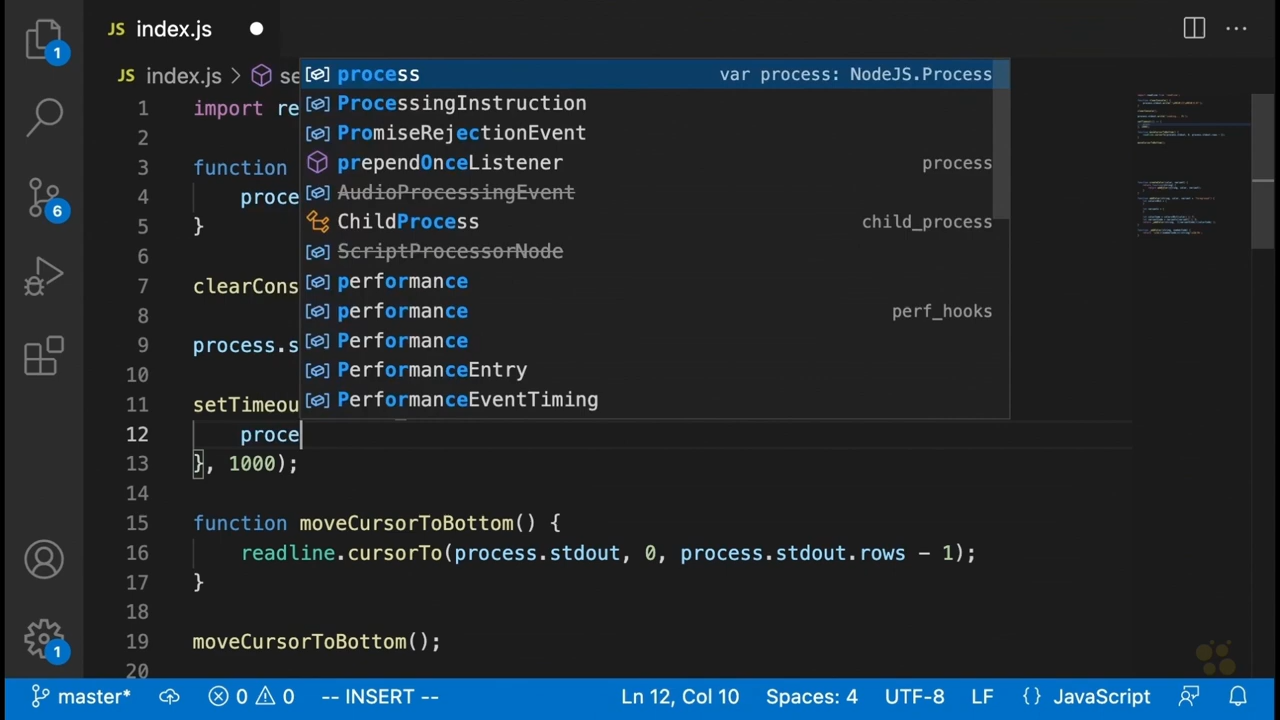 JS index.js
JS index.js > se
1 import re
2
3 function
4 proce
5 }
6
7 clearCons
8
9 process.s
10
11 setTimeou
12 proce
13 }, 1000);
14
15 function moveCursorToBottom() {
16 readline.cursorTo(process.stdout, 0, process.stdout.rows - 1);
17 }
18
19 moveCursorToBottom();
20
process var process: NodeJS.Process
ProcessingInstruction
PromiseRejectionEvent
prependOnceListener process
AudioProcessingEvent
ChildProcess child_process
ScriptProcessorNode
performance
performance perf_hooks
Performance
PerformanceEntry
PerformanceEventTiming
1
6
1
master* 0 0 -- INSERT -- Ln 12, Col 10 Spaces: 4 UTF-8 LF {} JavaScript